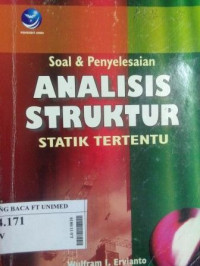 Soal & Penyelesaian
ANALISIS
STRUKTUR
STATIK TERTENTU
NG BACA FT UNIMED
4.171
V
Wulfram I. Ervianto